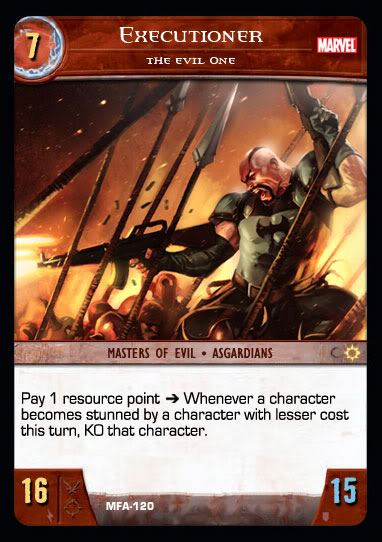 7
EXECUTIONER
THE EVIL ONE
MARVEL
MASTERS OF EVIL • ASGARDIANS
C
Pay 1 resource point ➔ Whenever a character
becomes stunned by a character with lesser cost
this turn, KO that character.
16
MFA-120
15